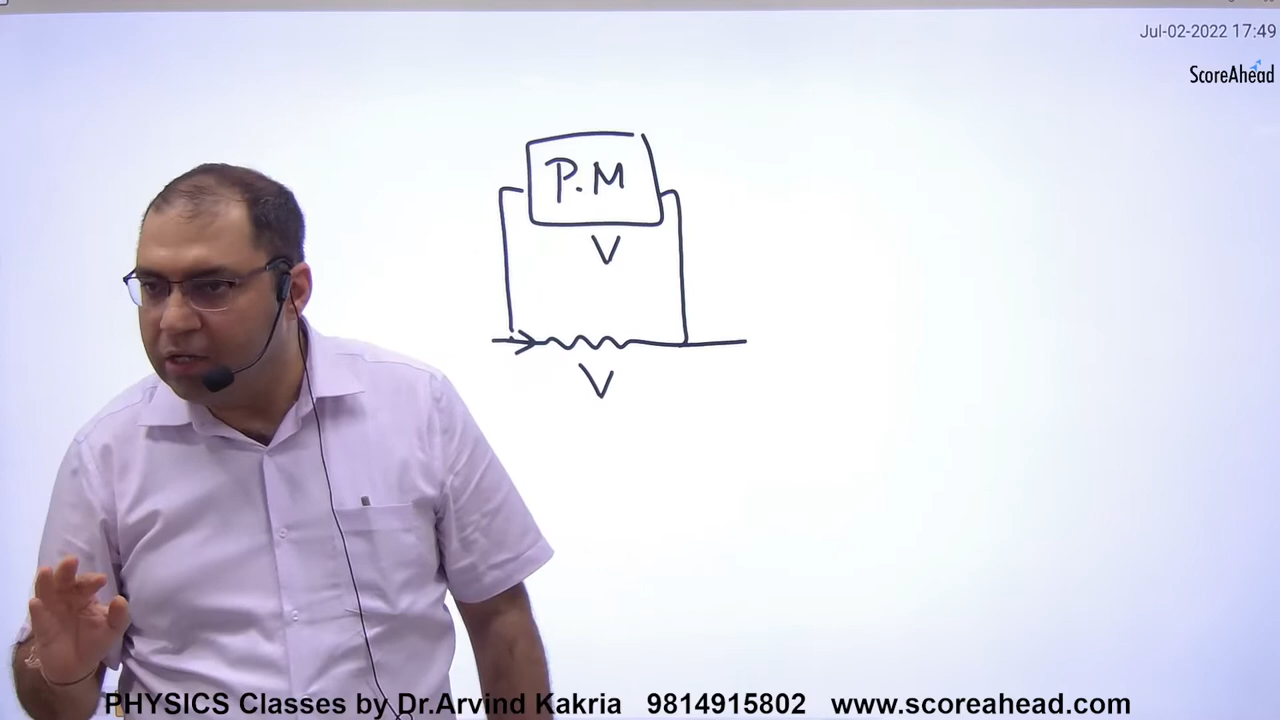 Jul-02-2022 17:49
ScoreAhead
P.M
V
V
PHYSICS Classes by Dr.Arvind Kakria 9814915802 www.scoreahead.com